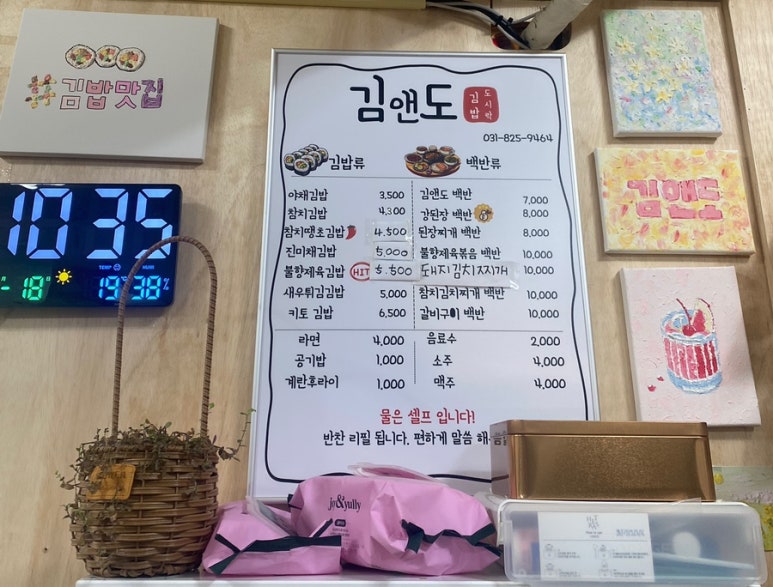 김밥맛집
김앤도
김밥
도시락
031-825-9464
김밥류
야채김밥 3,500
참치김밥 4,300
참치땡초김밥 4.500
진미채김밥 5,000
불향제육김밥 HIT 5.500
새우튀김김밥 5,000
키토 김밥 6,500
백반류
김앤도 백반 7,000
강된장 백반 8,000
된장찌개 백반 8,000
불향제육볶음 백반 10,000
돼지김치찌개 10,000
참치김치찌개 백반 10,000
갈비구이 백반 10,000
라면 4,000
공기밥 1,000
계란후라이 1,000
음료수 2,000
소주 4,000
맥주 4,000
물은 셀프 입니다!
반찬 리필 됩니다. 편하게 말씀 해
김앤도
10 35
TEMP
HUMI
18
19 38%
jo&yully